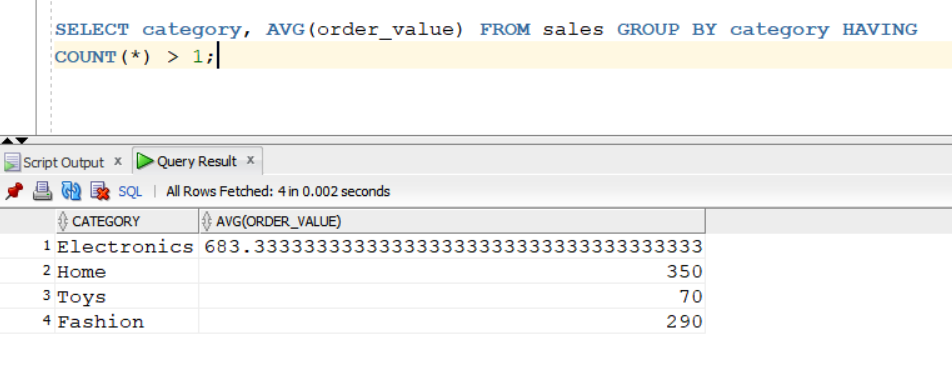 SELECT category, AVG(order_value) FROM sales GROUP BY category HAVING
COUNT(*) > 1;
Script Output x Query Result x
SQL | All Rows Fetched: 4 in 0.002 seconds
CATEGORY AVG(ORDER_VALUE)
1 Electronics 683.3333333333333333333333333333333333333
2 Home 350
3 Toys 70
4 Fashion 290